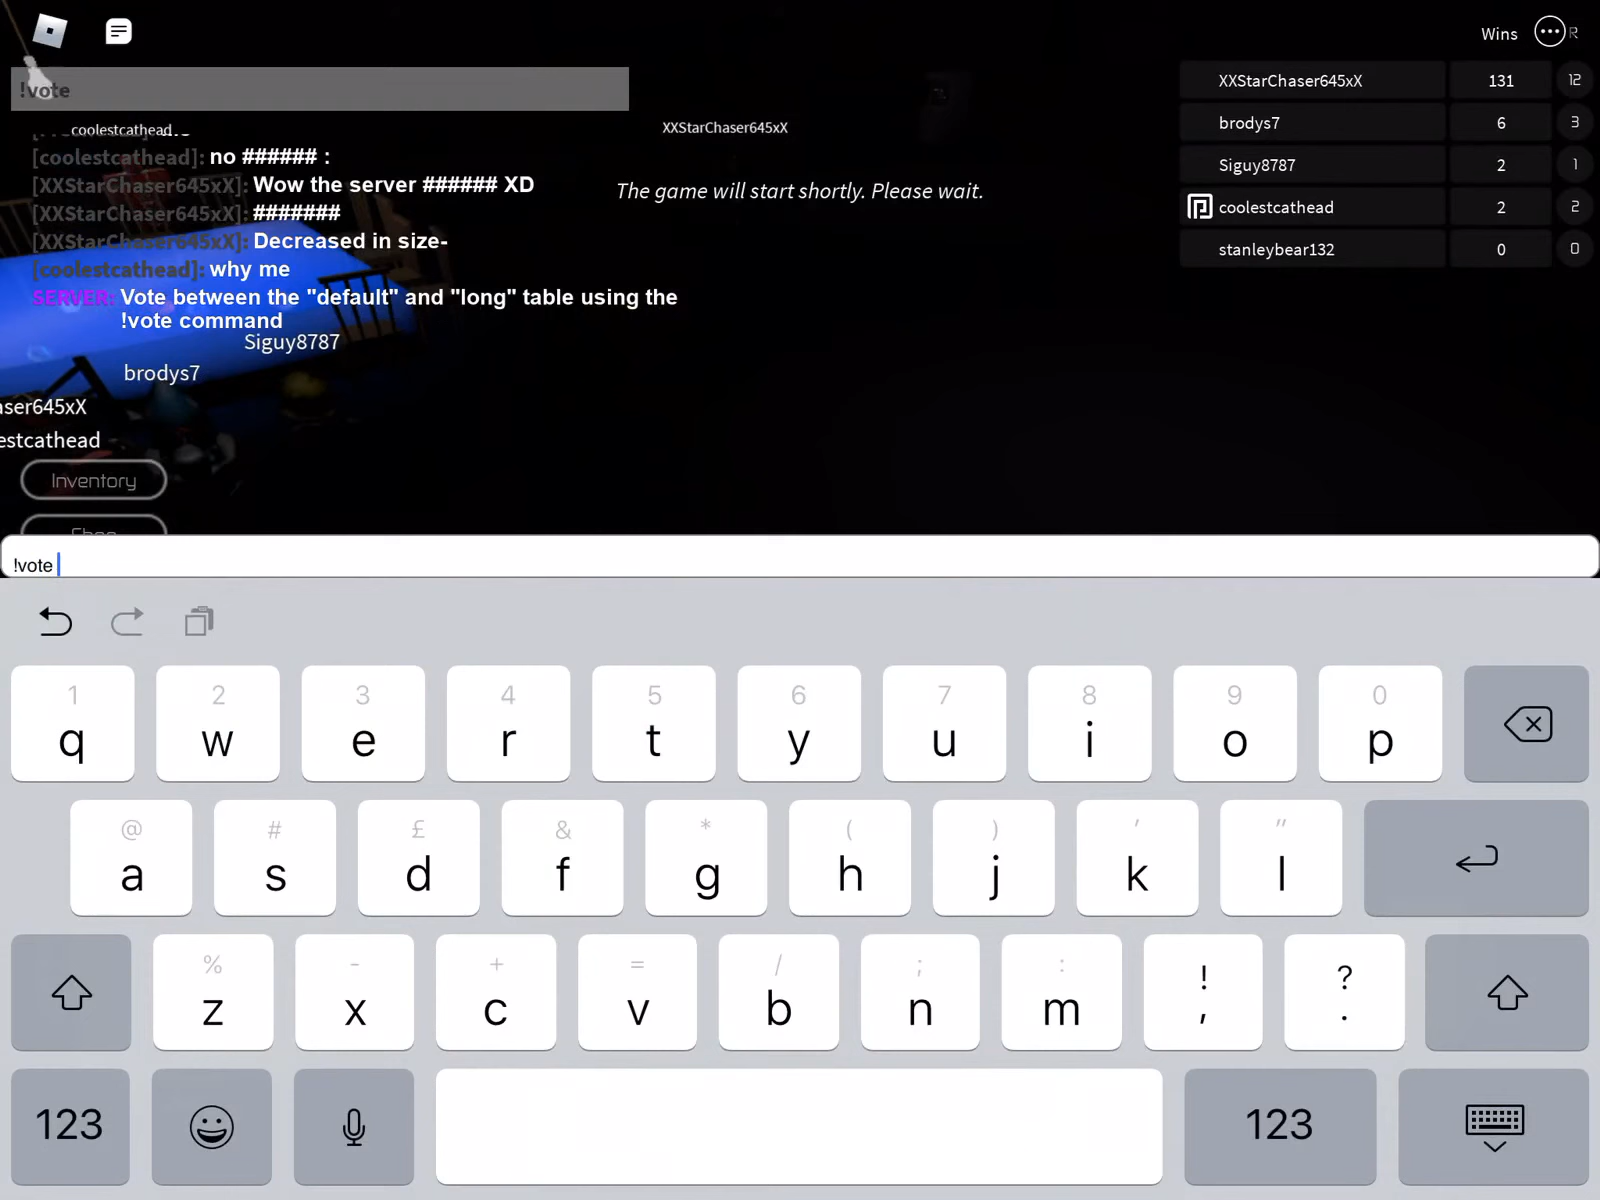 Wins
R
!vote
coolestcathead
XXStarChaser645xX
[coolestcathead]: no ###### :
[XXStarChaser645xX]: Wow the server ###### XD
[XXStarChaser645xX]: #######
[XXStarChaser645xX]: Decreased in size-
[coolestcathead]: why me
SERVER: Vote between the "default" and "long" table using the
!vote command
The game will start shortly. Please wait.
XXStarChaser645xX 131 12
brodys7 6 3
Siguy8787 2 1
coolestcathead 2 2
stanleybear132 0 0
Siguy8787
brodys7
aser645xX
estcathead
Inventory
!vote
1 2 3 4 5 6 7 8 9 0
q w e r t y u i o p
@ # £ & * ( ) ' "
a s d f g h j k l
% - + = / ; : ! ?
z x c v b n m , .
123 123